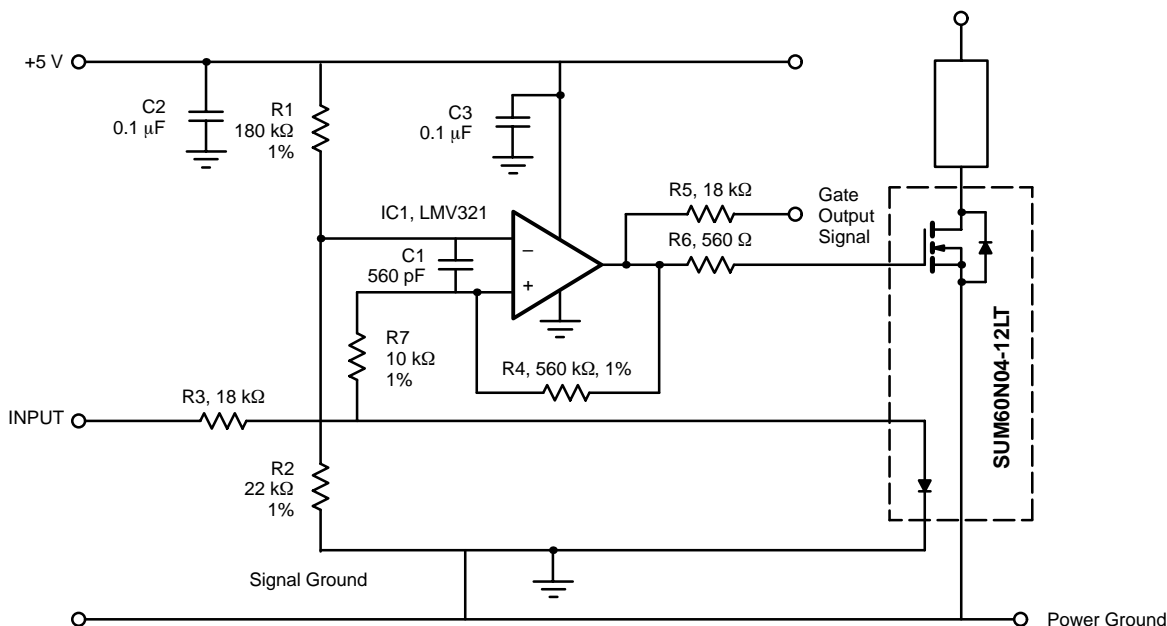 +5 V
C2
0.1 μF
R1
180 kΩ
1%
C3
0.1 μF
IC1, LMV321
R5, 18 kΩ
Gate
Output
Signal
R6, 560 Ω
C1
560 pF
–
+
R7
10 kΩ
1%
R4, 560 kΩ, 1%
R3, 18 kΩ
INPUT
SUM60N04-12LT
R2
22 kΩ
1%
Signal Ground
Power Ground